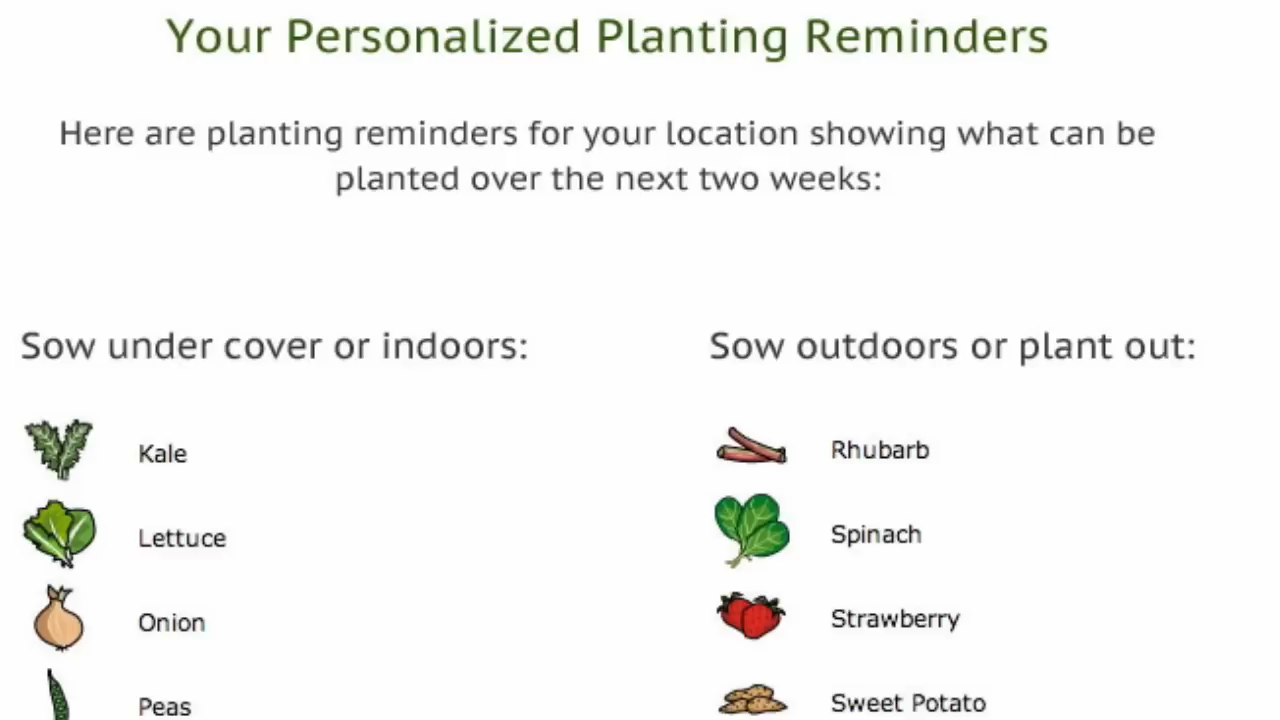 Your Personalized Planting Reminders
Here are planting reminders for your location showing what can be
planted over the next two weeks:
Sow under cover or indoors:
Kale
Lettuce
Onion
Peas
Sow outdoors or plant out:
Rhubarb
Spinach
Strawberry
Sweet Potato